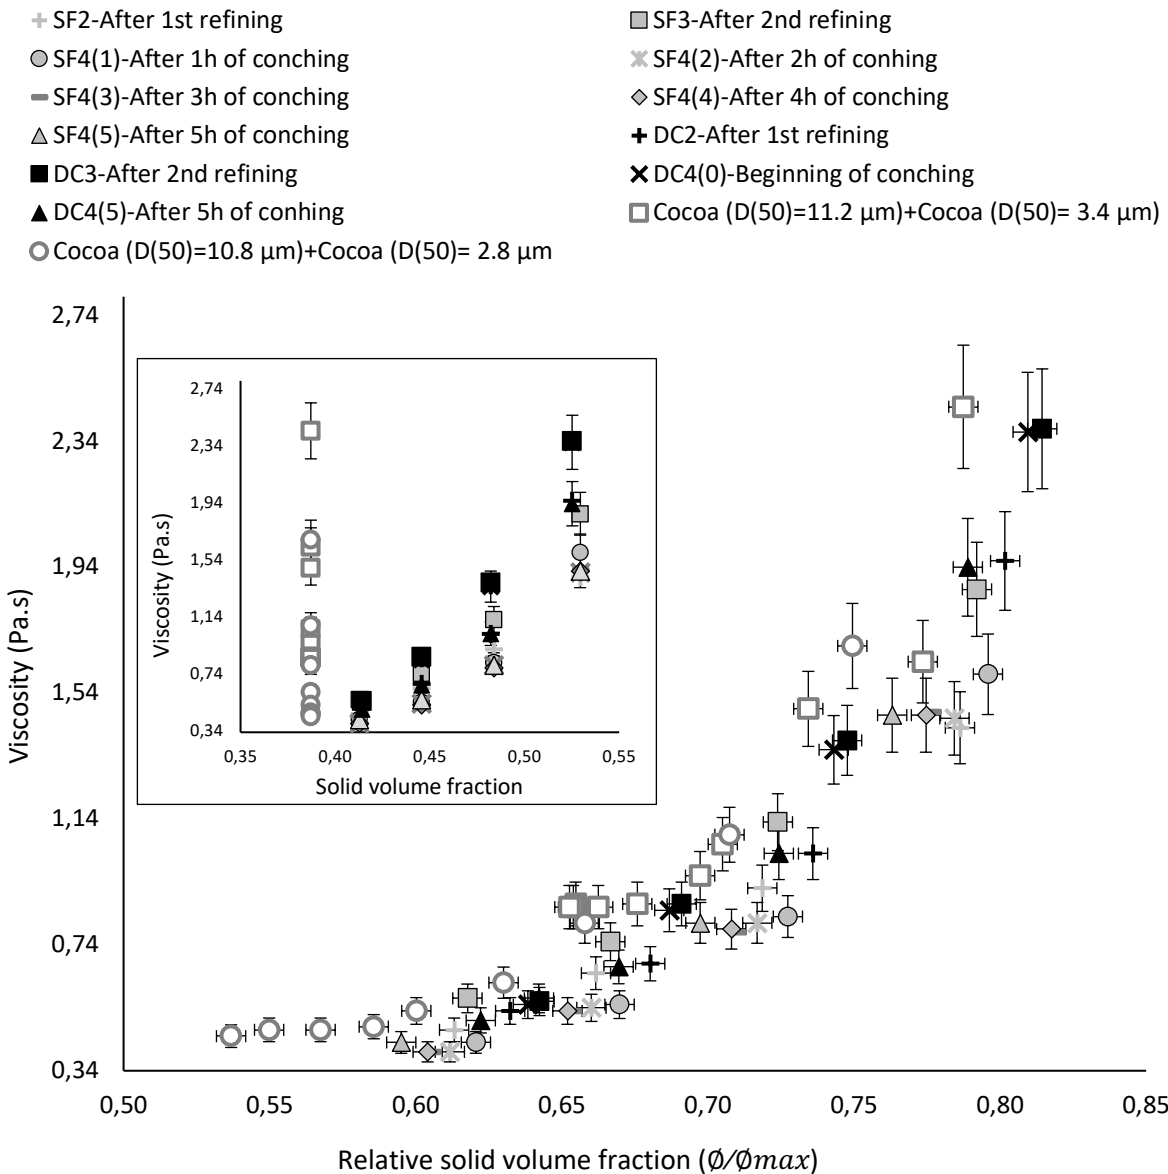 SF2-After 1st refining
SF3-After 2nd refining
SF4(1)-After 1h of conching
SF4(2)-After 2h of conhing
SF4(3)-After 3h of conching
SF4(4)-After 4h of conching
SF4(5)-After 5h of conching
DC2-After 1st refining
DC3-After 2nd refining
DC4(0)-Beginning of conching
DC4(5)-After 5h of conhing
Cocoa (D(50)=11.2 µm)+Cocoa (D(50)= 3.4 µm)
Cocoa (D(50)=10.8 µm)+Cocoa (D(50)= 2.8 µm
2,74
2,34
1,94
1,54
1,14
0,74
0,34
Viscosity (Pa.s)
2,74
2,34
1,94
1,54
1,14
0,74
0,34
Viscosity (Pa.s)
0,35
0,40
0,45
0,50
0,55
Solid volume fraction
0,50
0,55
0,60
0,65
0,70
0,75
0,80
0,85
Relative solid volume fraction (Ø/Ømax)